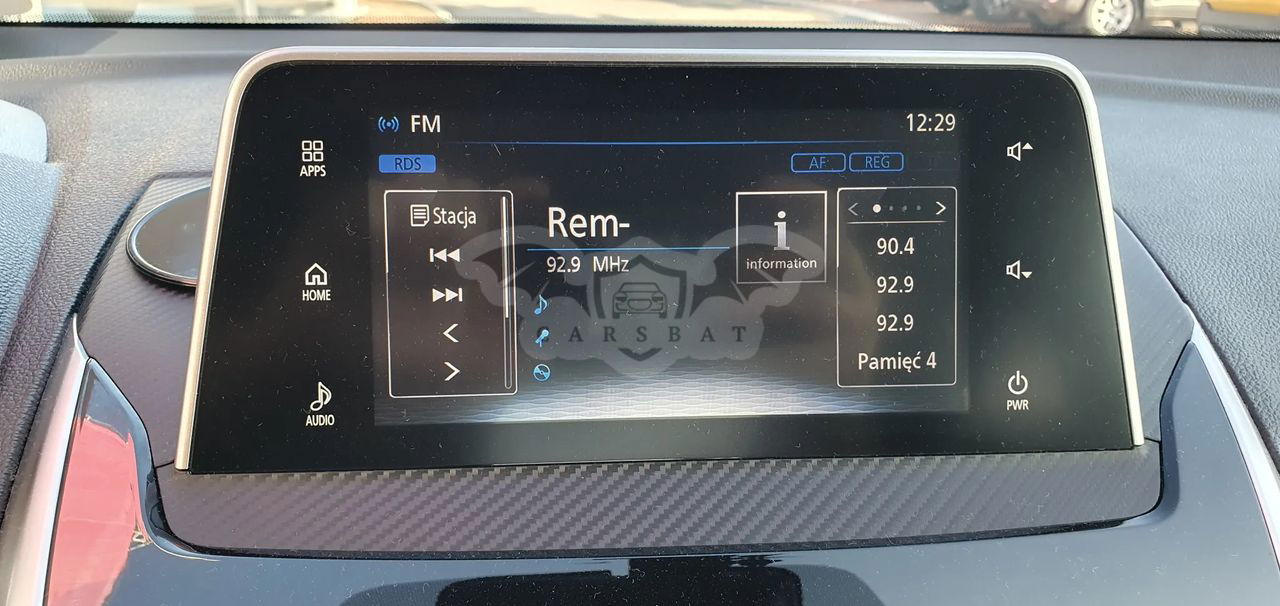 FM
12:29
RDS
AF
REG
APPS
HOME
AUDIO
Stacja
Rem-
92.9 MHz
information
90.4
92.9
92.9
Pamięć 4
PWR
CARSBAT